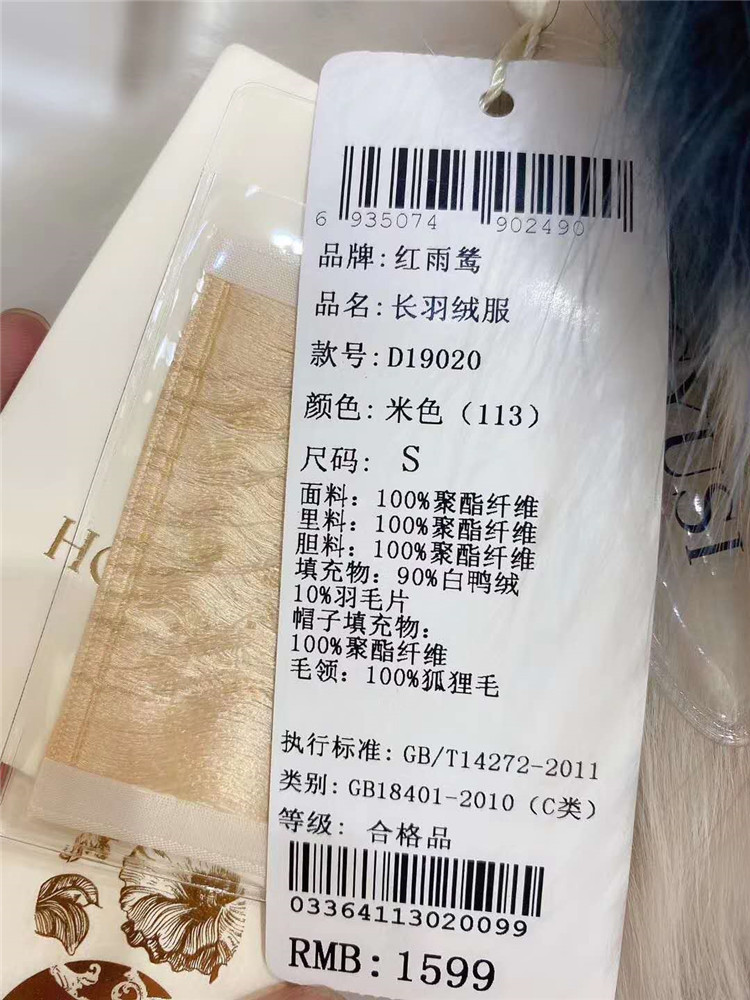 6 935074 902490
品牌:红雨鸶
品名:长羽绒服
款号:D19020
颜色:米色（113）
尺码: S
面料: 100%聚酯纤维
里料: 100%聚酯纤维
胆料: 100%聚酯纤维
填充物: 90%白鸭绒
10%羽毛片
帽子填充物:
100%聚酯纤维
毛领: 100%狐狸毛
执行标准: GB/T14272-2011
类别: GB18401-2010（C类）
等级: 合格品
03364113020099
RMB: 1599
HO
YUSI